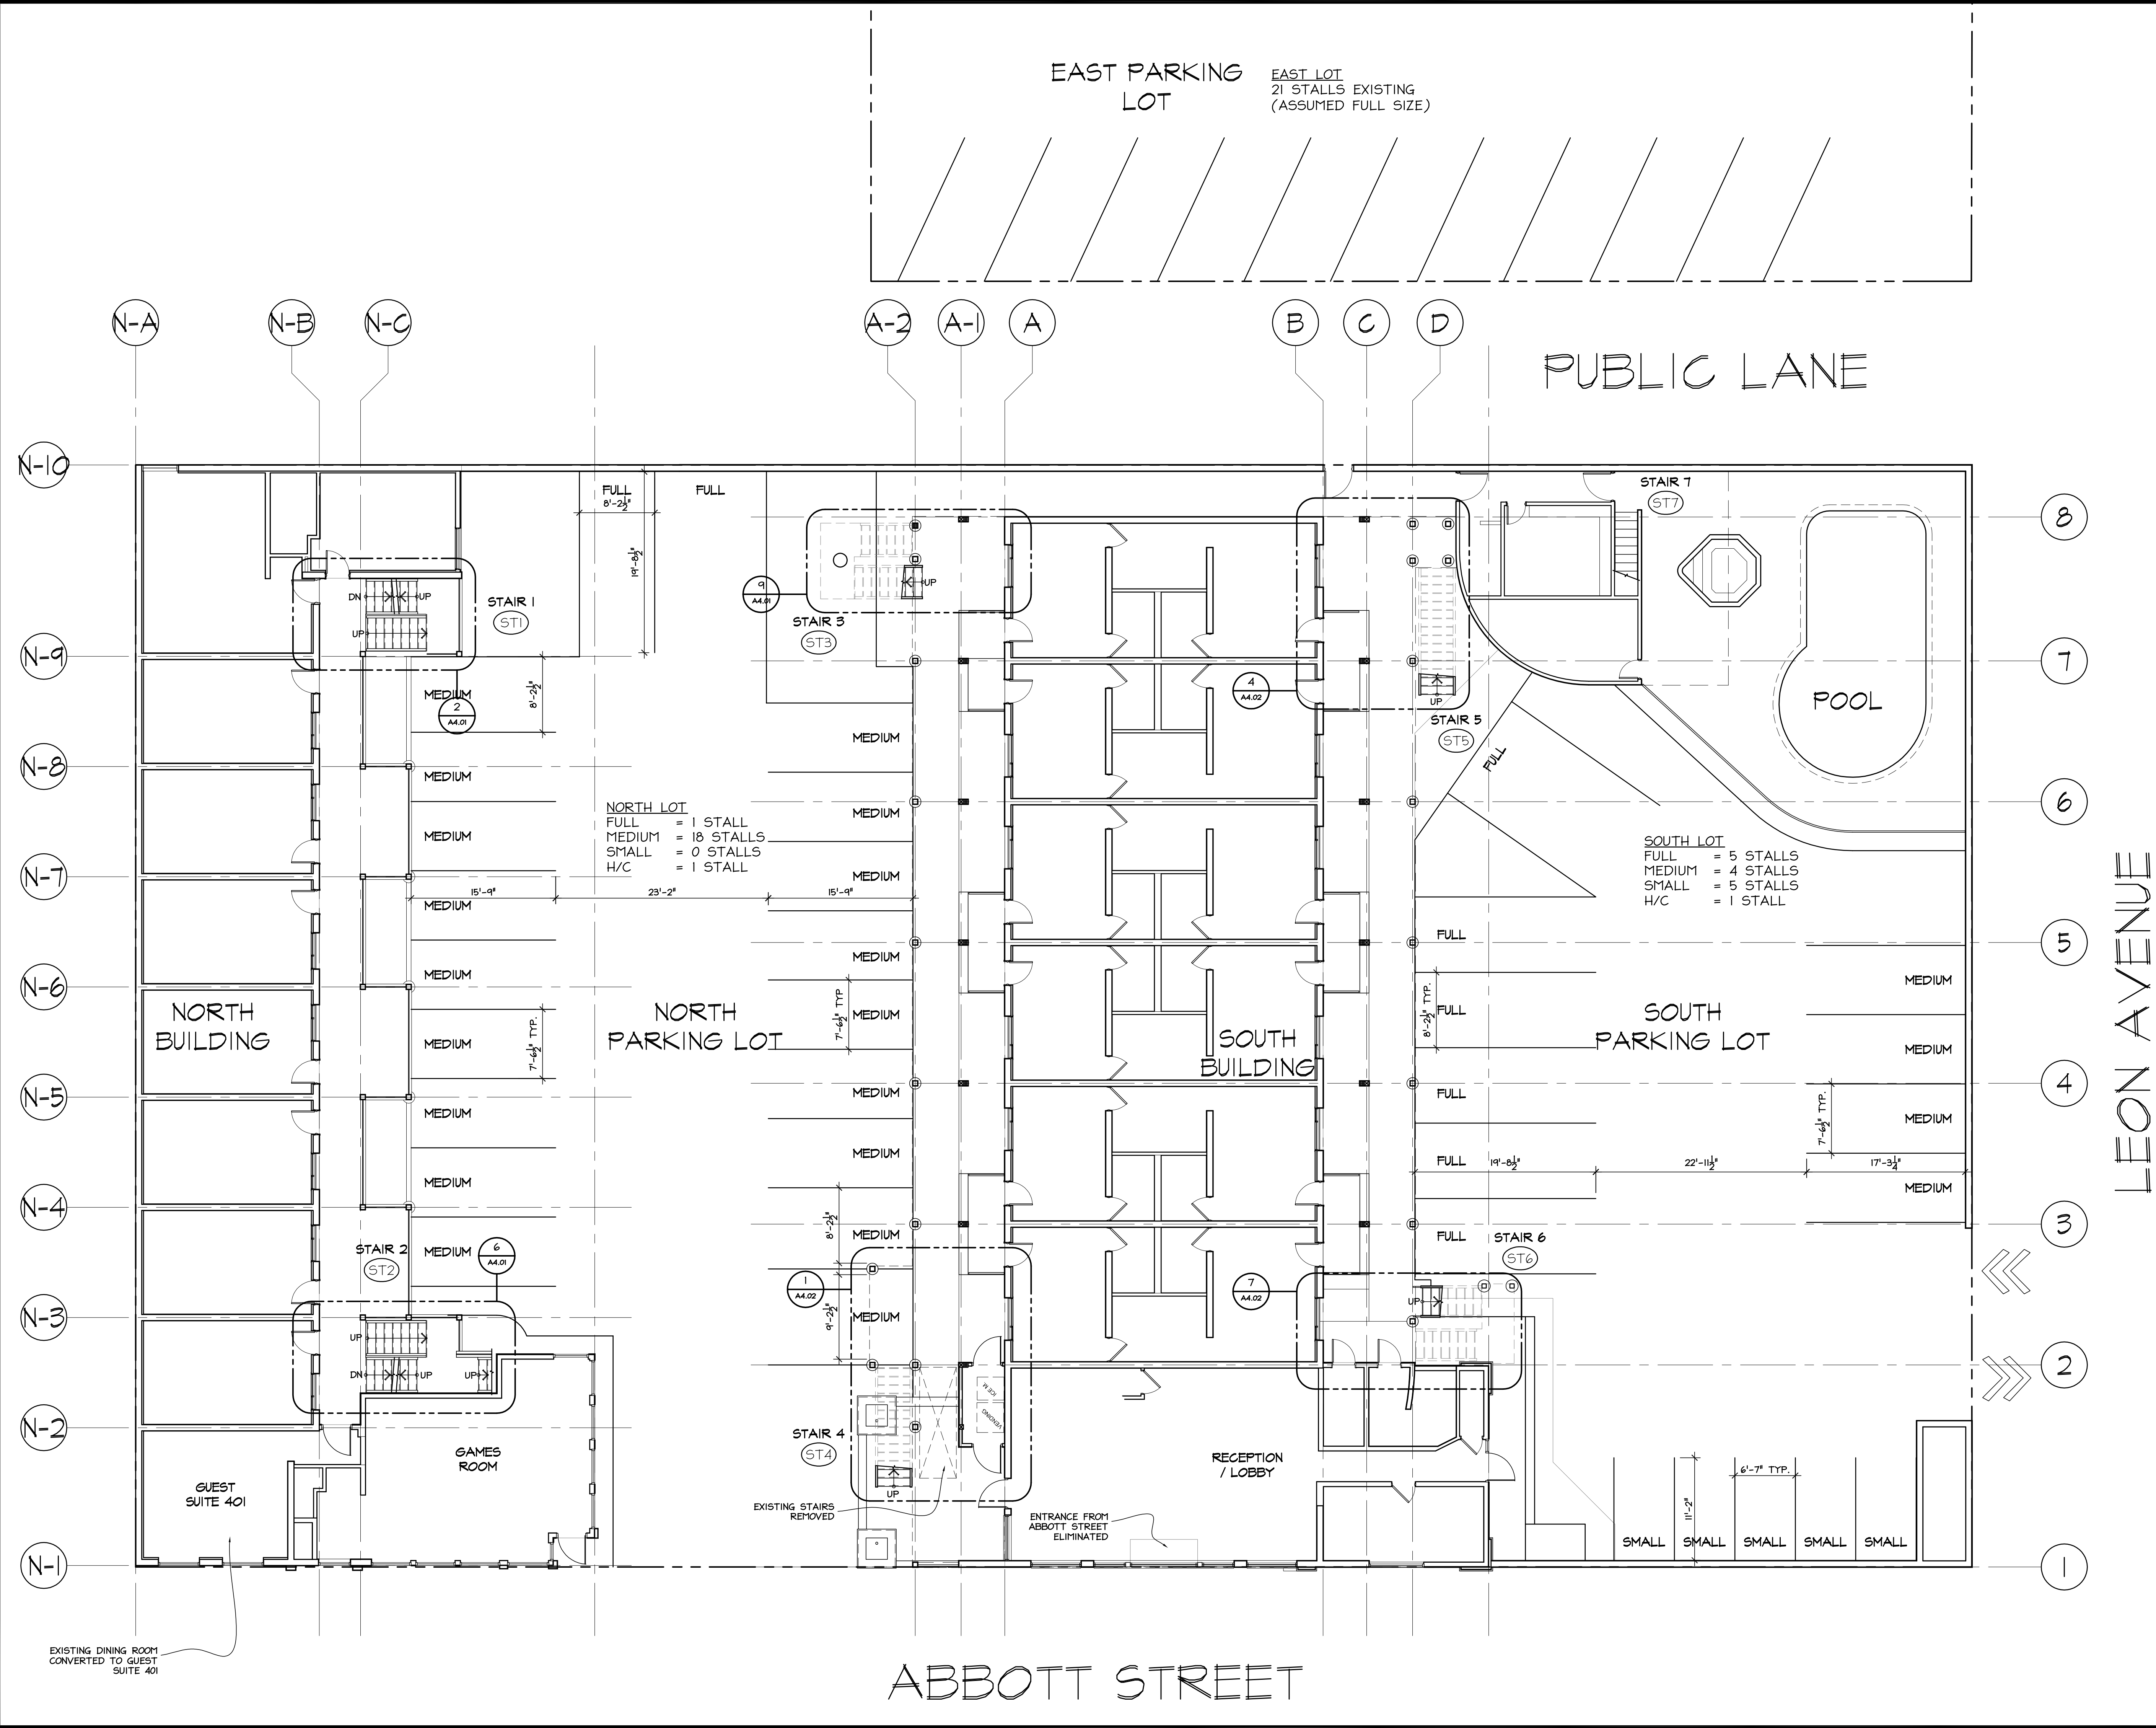 EAST PARKING
LOT
EAST LOT
21 STALLS EXISTING
(ASSUMED FULL SIZE)
N-A
N-B
N-C
A-2
A-1
A
B
C
D
PUBLIC LANE
N-10
N-9
N-8
N-7
N-6
N-5
N-4
N-3
N-2
N-1
8
7
6
5
4
3
2
1
FULL
8'-2½"
FULL
19'-8½"
STAIR 1
ST1
DN
UP
UP
2
A4.01
9
A4.01
STAIR 3
ST3
UP
4
A4.02
STAIR 5
ST5
UP
STAIR 7
ST7
POOL
MEDIUM
8'-2½"
MEDIUM
MEDIUM
MEDIUM
MEDIUM
MEDIUM
MEDIUM
MEDIUM
MEDIUM
7'-6½" TYP.
NORTH LOT
FULL = 1 STALL
MEDIUM = 18 STALLS
SMALL = 0 STALLS
H/C = 1 STALL
15'-9"
23'-2"
15'-9"
MEDIUM
MEDIUM
MEDIUM
MEDIUM
MEDIUM
MEDIUM
MEDIUM
MEDIUM
MEDIUM
7'-6½" TYP
8'-2½"
9'-2½"
NORTH
BUILDING
NORTH
PARKING LOT
SOUTH
BUILDING
SOUTH
PARKING LOT
FULL
SOUTH LOT
FULL = 5 STALLS
MEDIUM = 4 STALLS
SMALL = 5 STALLS
H/C = 1 STALL
FULL
FULL
FULL
FULL
FULL
8'-2½" TYP.
19'-8½"
22'-11½"
17'-3¼"
MEDIUM
MEDIUM
MEDIUM
MEDIUM
7'-6½" TYP.
LEON AVENUE
STAIR 2
ST2
6
A4.01
UP
DN
UP
UP
1
A4.02
7
A4.02
STAIR 6
ST6
UP
STAIR 4
ST4
UP
ICE M.
VENDING
GAMES
ROOM
GUEST
SUITE 401
RECEPTION
/ LOBBY
EXISTING STAIRS
REMOVED
ENTRANCE FROM
ABBOTT STREET
ELIMINATED
6'-7" TYP.
11'-2"
SMALL
SMALL
SMALL
SMALL
SMALL
EXISTING DINING ROOM
CONVERTED TO GUEST
SUITE 401
ABBOTT STREET